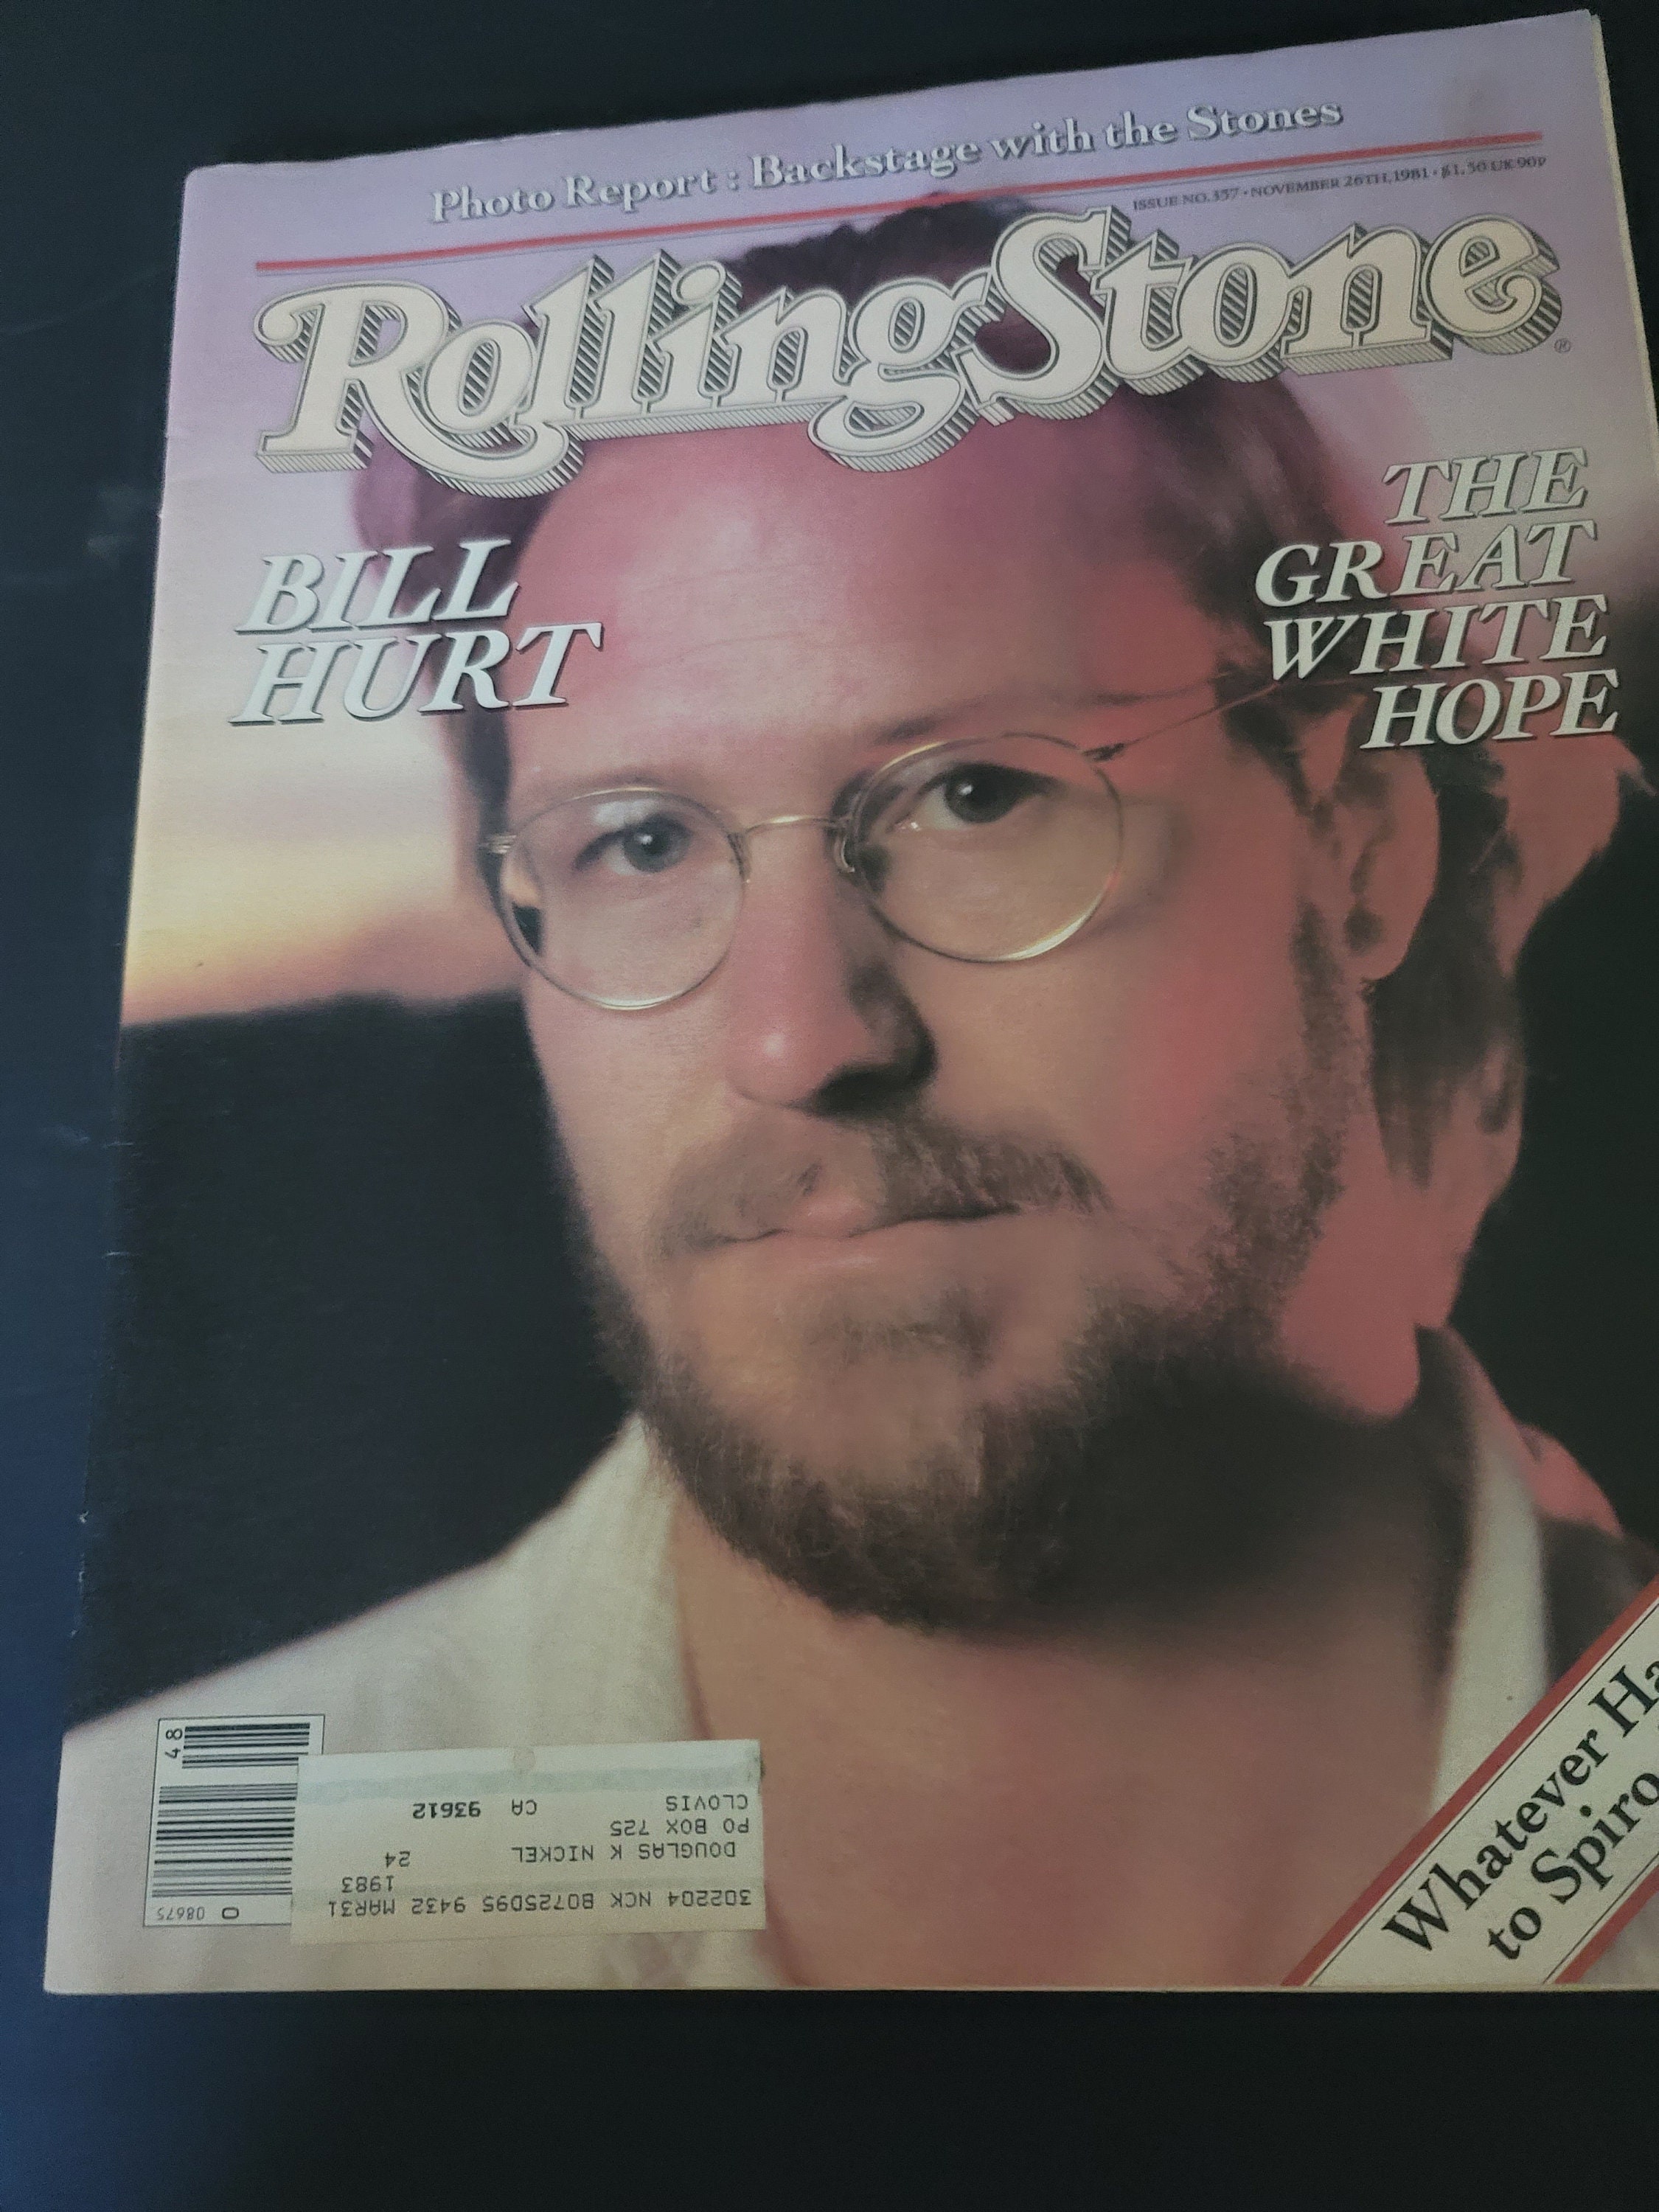 Photo Report : Backstage with the Stones
ISSUE NO.357 · NOVEMBER 26TH, 1981 · $1.50 UK 90p
RollingStone®
BILL
HURT
THE
GREAT
WHITE
HOPE
Whatever Ha
to Spiro
48
0 08675
302204 NCK B0725D95 9432 MAR31
1983
DOUGLAS K NICKEL 24
PO BOX 725
CLOVIS CA 93612